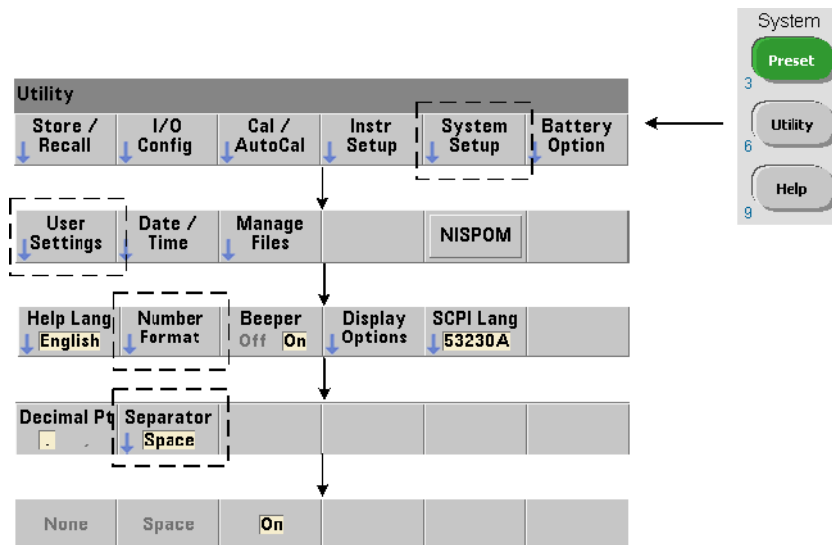 System
Preset
3
Utility
6
Help
9
Utility
Store / Recall
I/O Config
Cal / AutoCal
Instr Setup
System Setup
Battery Option
User Settings
Date / Time
Manage Files
NISPOM
Help Lang English
Number Format
Beeper Off On
Display Options
SCPI Lang 53230A
Decimal Pt . ,
Separator Space
None
Space
On